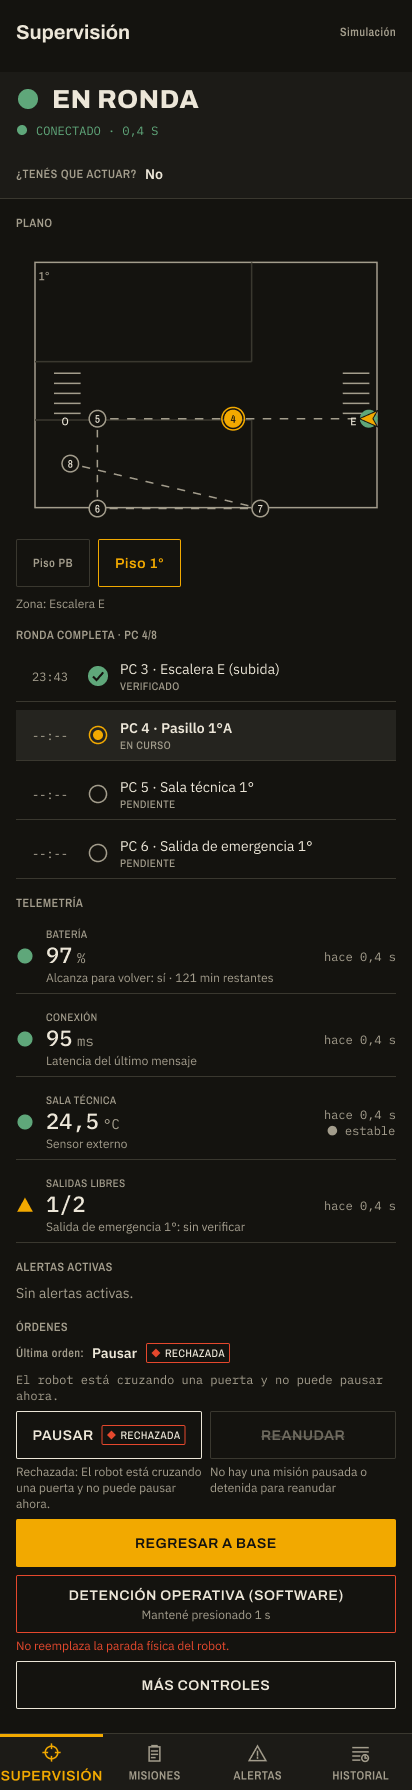 Supervisión
Simulación
EN RONDA
CONECTADO · 0,4 S
¿TENÉS QUE ACTUAR? No
PLANO
1°
O
5
4
E
8
6
7
Piso PB
Piso 1°
Zona: Escalera E
RONDA COMPLETA · PC 4/8
23:43
PC 3 · Escalera E (subida)
VERIFICADO
--:--
PC 4 · Pasillo 1°A
EN CURSO
--:--
PC 5 · Sala técnica 1°
PENDIENTE
--:--
PC 6 · Salida de emergencia 1°
PENDIENTE
TELEMETRÍA
BATERÍA
97 %
hace 0,4 s
Alcanza para volver: sí · 121 min restantes
CONEXIÓN
95 ms
hace 0,4 s
Latencia del último mensaje
SALA TÉCNICA
24,5 °C
hace 0,4 s
estable
Sensor externo
SALIDAS LIBRES
1/2
hace 0,4 s
Salida de emergencia 1°: sin verificar
ALERTAS ACTIVAS
Sin alertas activas.
ÓRDENES
Última orden: Pausar RECHAZADA
El robot está cruzando una puerta y no puede pausar
ahora.
PAUSAR RECHAZADA
REANUDAR
Rechazada: El robot está cruzando
una puerta y no puede pausar
ahora.
No hay una misión pausada o
detenida para reanudar
REGRESAR A BASE
DETENCIÓN OPERATIVA (SOFTWARE)
Mantené presionado 1 s
No reemplaza la parada física del robot.
MÁS CONTROLES
SUPERVISIÓN
MISIONES
ALERTAS
HISTORIAL